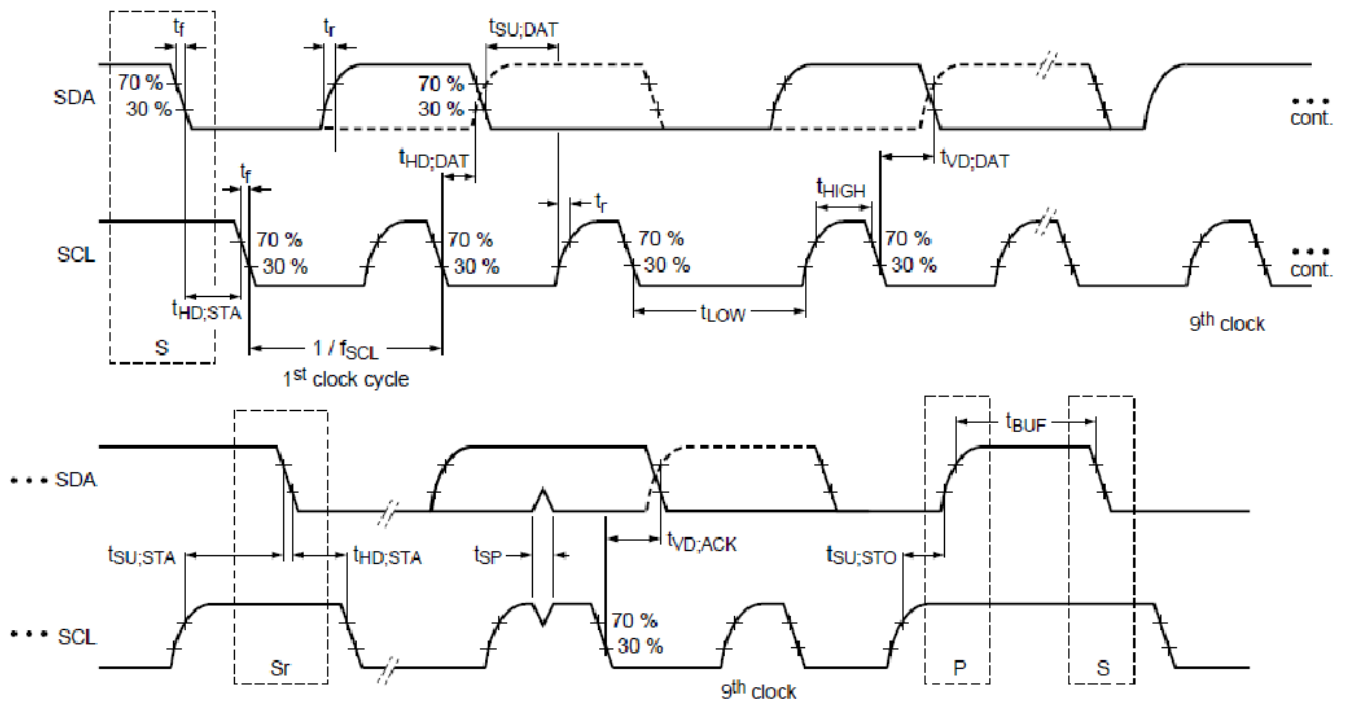 tf tr tSU;DAT
70 % 70 %
SDA 30 % 30 % cont.
tHD;DAT tVD;DAT
tf tr tHIGH
70 % 70 % 70 % 70 %
SCL 30 % 30 % 30 % 30 % cont.
tHD;STA tLOW 9th clock
S 1 / fSCL
1st clock cycle
tBUF
••• SDA
tSU;STA tHD;STA tSP tVD;ACK tSU;STO
70 %
••• SCL 30 %
Sr P S
9th clock